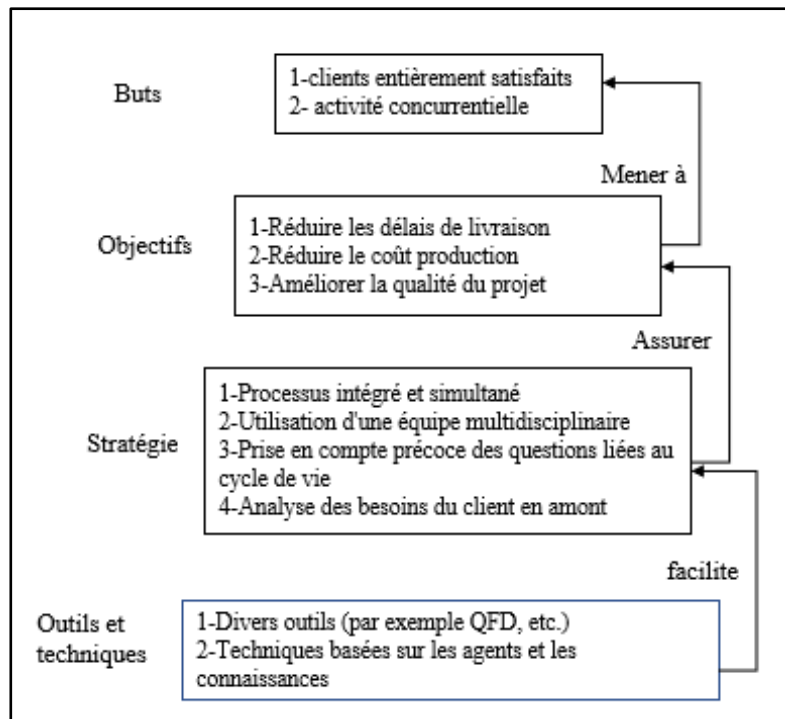 Buts
1-clients entièrement satisfaits
2- activité concurrentielle
Mener à
Objectifs
1-Réduire les délais de livraison
2-Réduire le coût production
3-Améliorer la qualité du projet
Assurer
Stratégie
1-Processus intégré et simultané
2-Utilisation d'une équipe multidisciplinaire
3-Prise en compte précoce des questions liées au
cycle de vie
4-Analyse des besoins du client en amont
facilite
Outils et
techniques
1-Divers outils (par exemple QFD, etc.)
2-Techniques basées sur les agents et les
connaissances